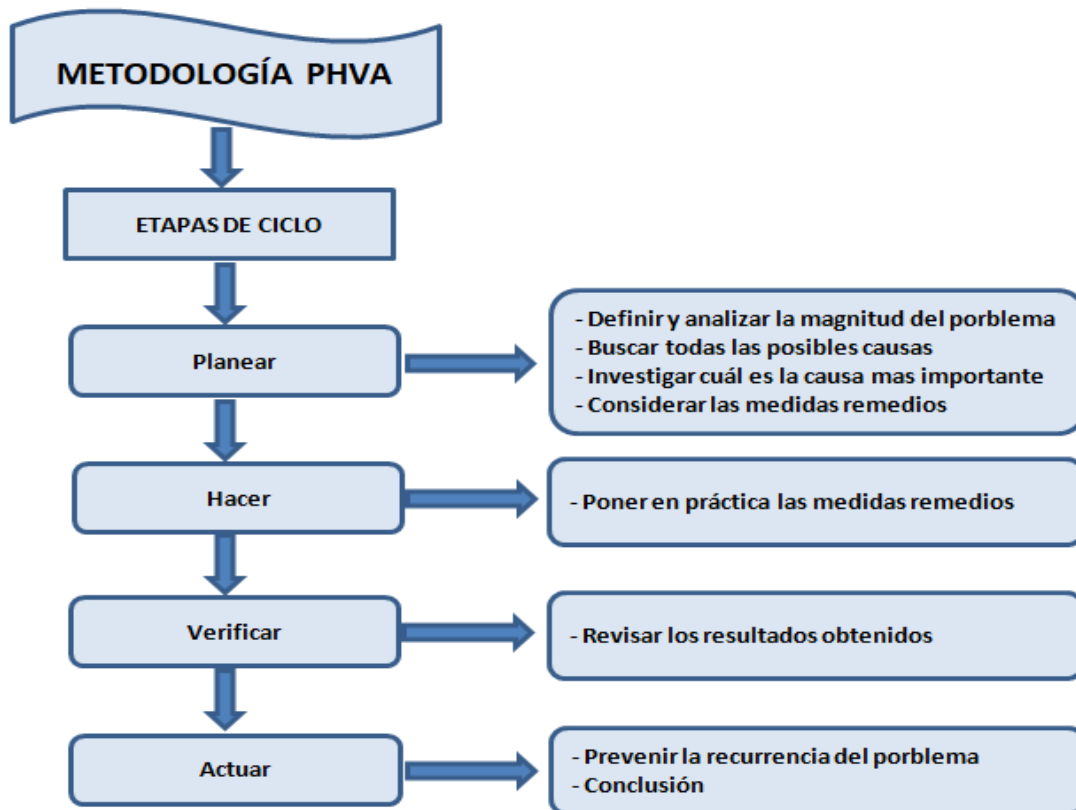 METODOLOGÍA PHVA
ETAPAS DE CICLO
Planear
- Definir y analizar la magnitud del porblema
- Buscar todas las posibles causas
- Investigar cuál es la causa mas importante
- Considerar las medidas remedios
Hacer
- Poner en práctica las medidas remedios
Verificar
- Revisar los resultados obtenidos
Actuar
- Prevenir la recurrencia del porblema
- Conclusión